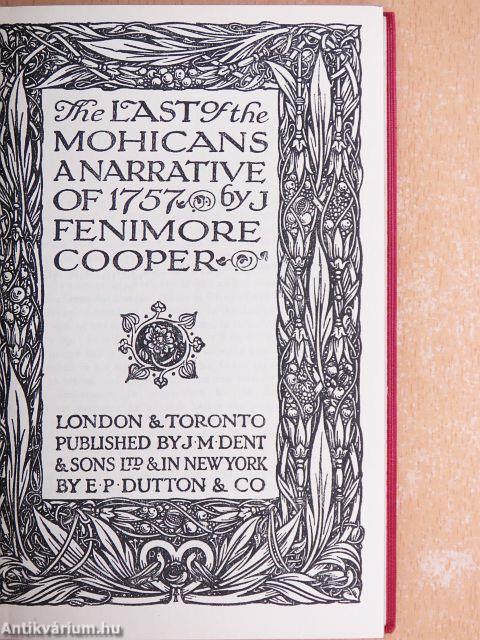 The LAST of the
MOHICANS
A NARRATIVE
OF 1757 by J
FENIMORE
COOPER
LONDON & TORONTO
PUBLISHED BY J·M·DENT
& SONS LTD & IN NEW YORK
BY E·P·DUTTON & CO
Antikvárium.hu